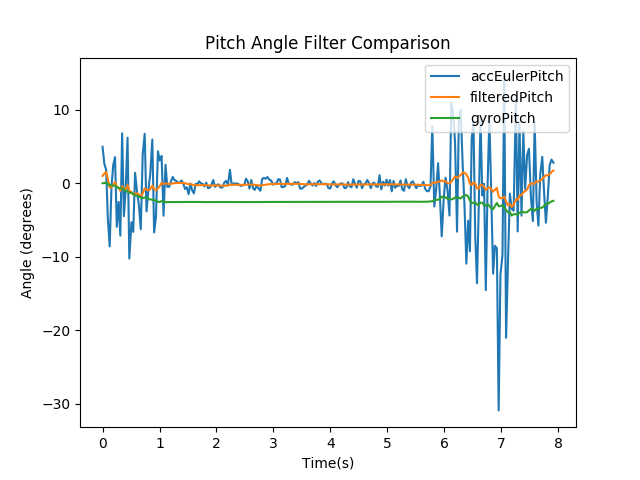 Pitch Angle Filter Comparison
accEulerPitch
filteredPitch
gyroPitch
10
0
−10
−20
−30
Angle (degrees)
0 1 2 3 4 5 6 7 8
Time(s)